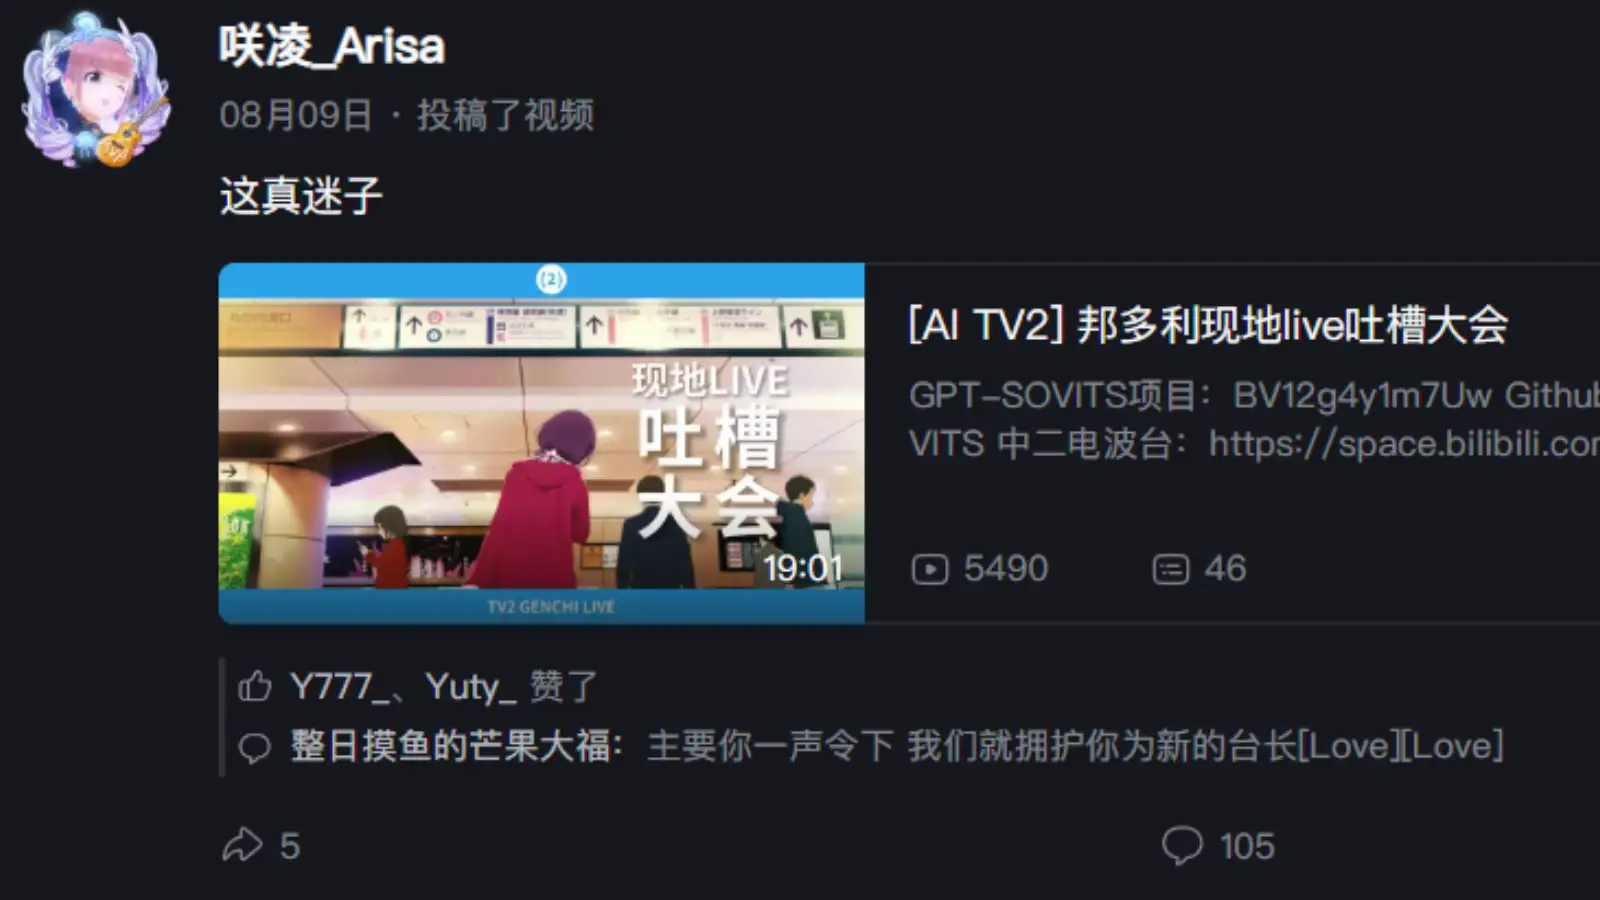 咲凌_Arisa
08月09日 · 投稿了视频
这真迷子
(2)
现地LIVE
吐槽
大会
19:01
TV2 GENCHI LIVE
[AI TV2] 邦多利现地live吐槽大会
GPT-SOVITS项目：BV12g4y1m7Uw Github
VITS 中二电波台：https://space.bilibili.com
5490
46
Y777_、Yuty_ 赞了
整日摸鱼的芒果大福：主要你一声令下 我们就拥护你为新的台长[Love][Love]
5
105